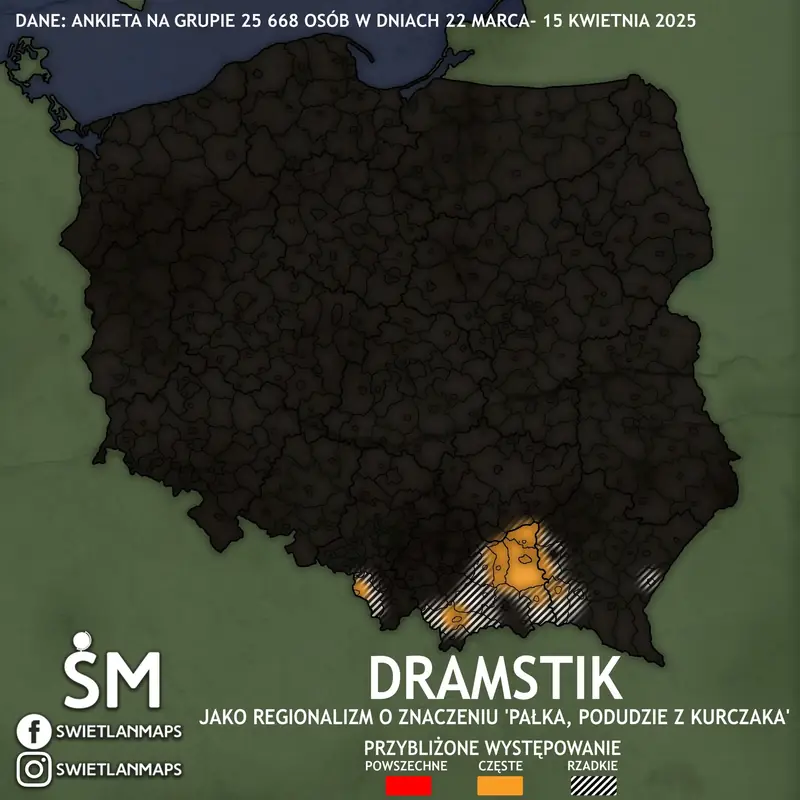 DANE: ANKIETA NA GRUPIE 25 668 OSÓB W DNIACH 22 MARCA- 15 KWIETNIA 2025
ŚM
SWIETLANMAPS
SWIETLANMAPS
DRAMSTIK
JAKO REGIONALIZM O ZNACZENIU 'PAŁKA, PODUDZIE Z KURCZAKA'
PRZYBLIŻONE WYSTĘPOWANIE
POWSZECHNE CZĘSTE RZADKIE